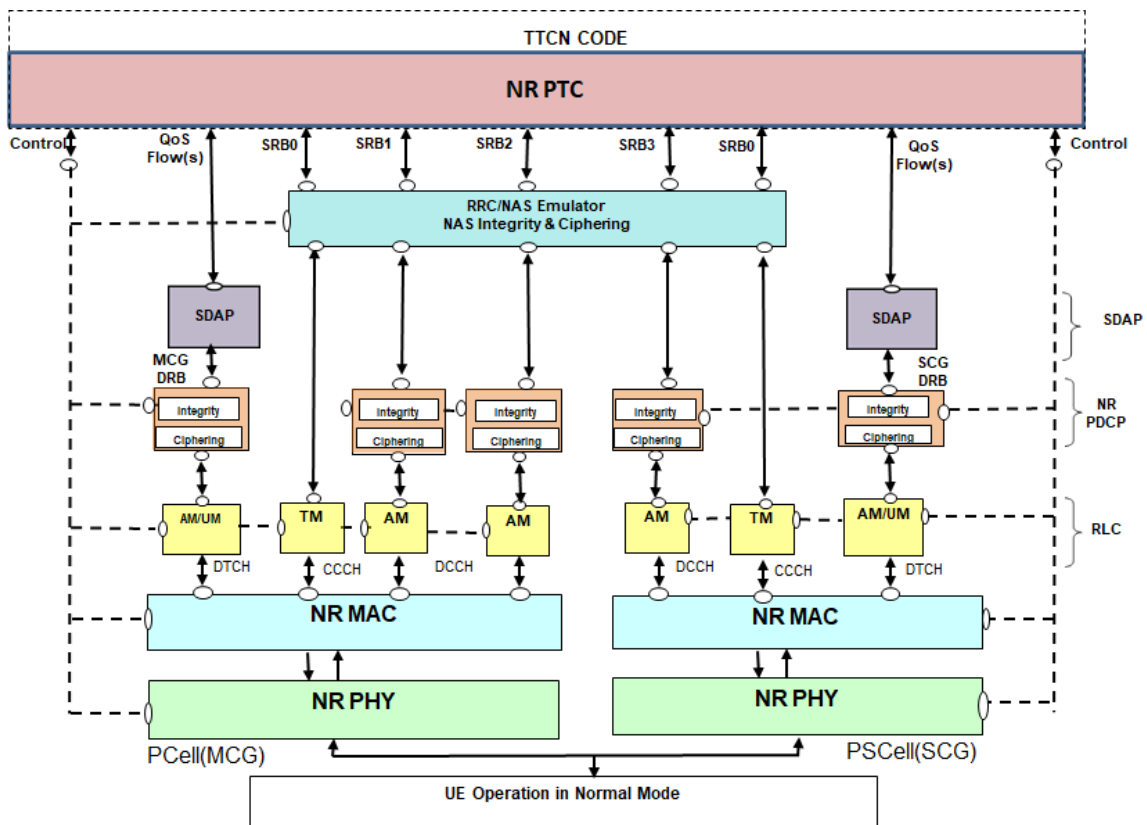 TTCN CODE
NR PTC
Control
QoS
Flow(s)
SRB0
SRB1
SRB2
SRB3
SRB0
QoS
Flow(s)
Control
RRC/NAS Emulator
NAS Integrity & Ciphering
SDAP
SDAP
SDAP
MCG
DRB
SCG
DRB
Integrity
Ciphering
Integrity
Ciphering
Integrity
Ciphering
Integrity
Ciphering
Integrity
Ciphering
NR
PDCP
AM/UM
TM
AM
AM
AM
TM
AM/UM
RLC
DTCH
CCCH
DCCH
DCCH
CCCH
DTCH
NR MAC
NR MAC
NR PHY
NR PHY
PCell(MCG)
PSCell(SCG)
UE Operation in Normal Mode